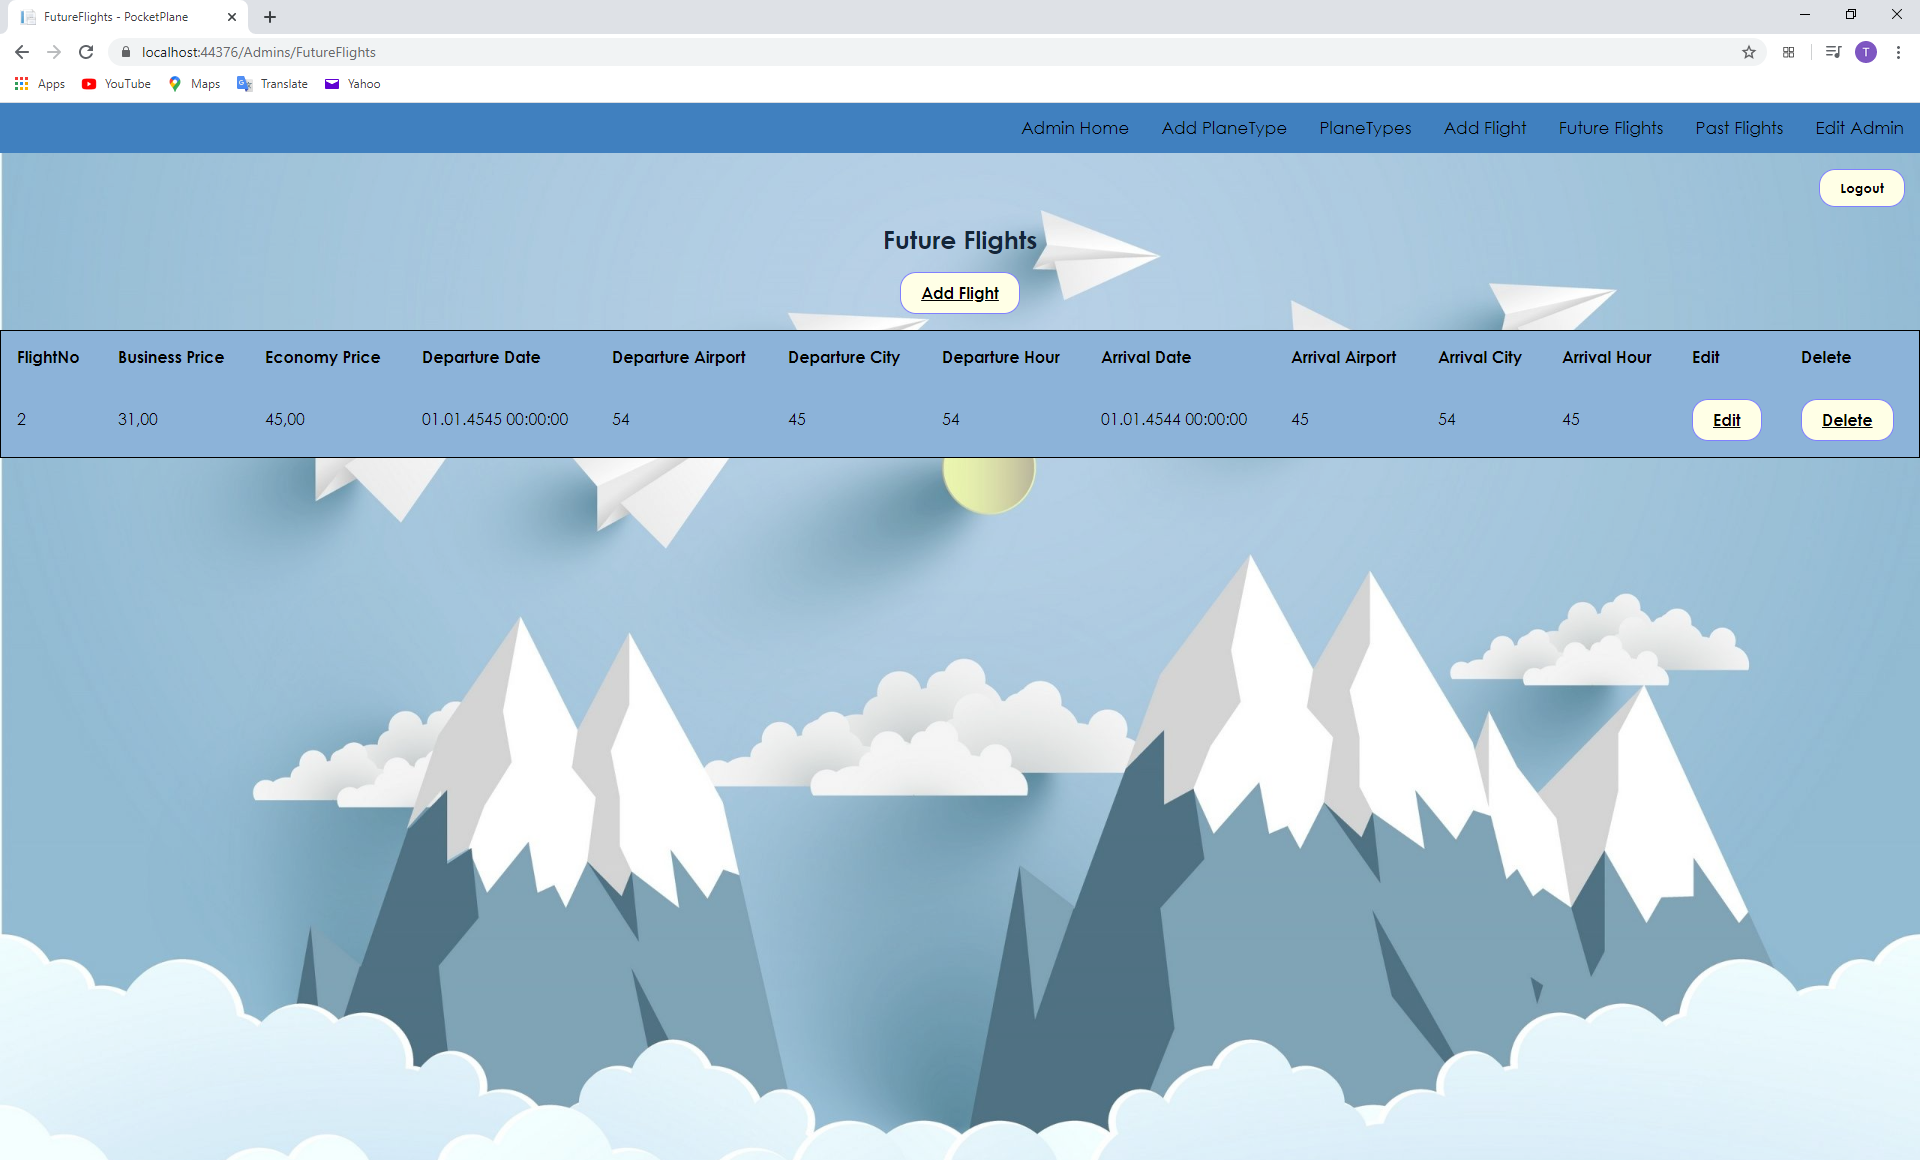 FutureFlights - PocketPlane
localhost:44376/Admins/FutureFlights
T
Apps YouTube Maps Translate Yahoo
Admin Home Add PlaneType PlaneTypes Add Flight Future Flights Past Flights Edit Admin
Logout
Future Flights
Add Flight
FlightNo Business Price Economy Price Departure Date Departure Airport Departure City Departure Hour Arrival Date Arrival Airport Arrival City Arrival Hour Edit Delete
2 31,00 45,00 01.01.4545 00:00:00 54 45 54 01.01.4544 00:00:00 45 54 45 Edit Delete